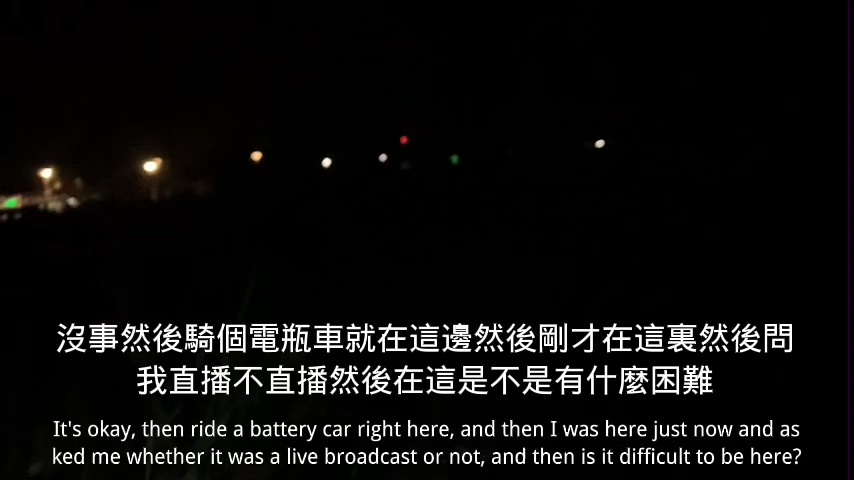 沒事然後騎個電瓶車就在這邊然後剛才在這裏然後問
我直播不直播然後在這是不是有什麼困難
It's okay, then ride a battery car right here, and then I was here just now and as
ked me whether it was a live broadcast or not, and then is it difficult to be here?